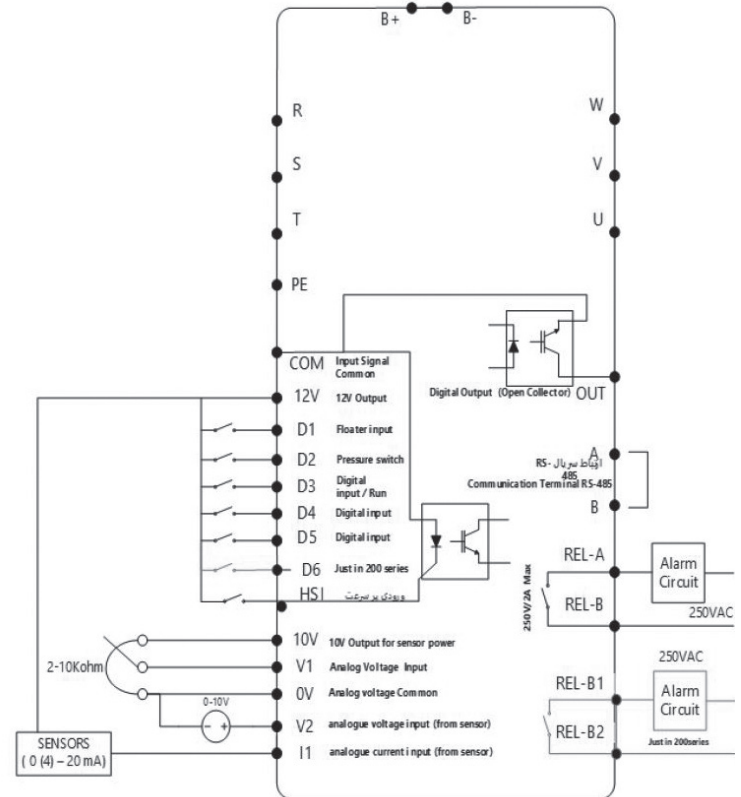 B+ B-
R W
S V
T U
PE
COM Input Signal Common
12V 12V Output
Digital Output (Open Collector) OUT
D1 Floater input
D2 Pressure switch
D3 Digital input / Run
D4 Digital input
D5 Digital input
D6 Just in 200 series
HSI ورودی پر سرعت
A
سریال RS-485
Communication Terminal RS-485
B
REL-A
REL-B
250V/2A Max
Alarm Circuit
250VAC
10V 10V Output for sensor power
V1 Analog Voltage Input
0V Analog voltage Common
2-10Kohm
0-10V
- +
V2 analogue voltage input (from sensor)
I1 analogue current input (from sensor)
SENSORS
( 0 (4) – 20 mA)
REL-B1
REL-B2
250VAC
Alarm Circuit
Just in 200series